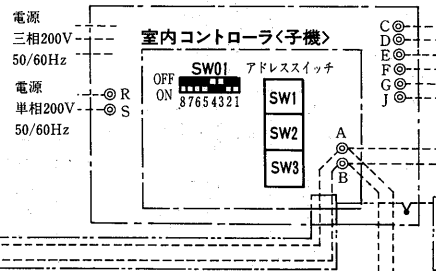 電源
三相200V
50/60Hz
電源
単相200V
50/60Hz
R
S
室内コントローラ<子機>
SW01
OFF
ON
87654321
アドレススイッチ
SW1
SW2
SW3
A
B
C
D
E
F
G
J